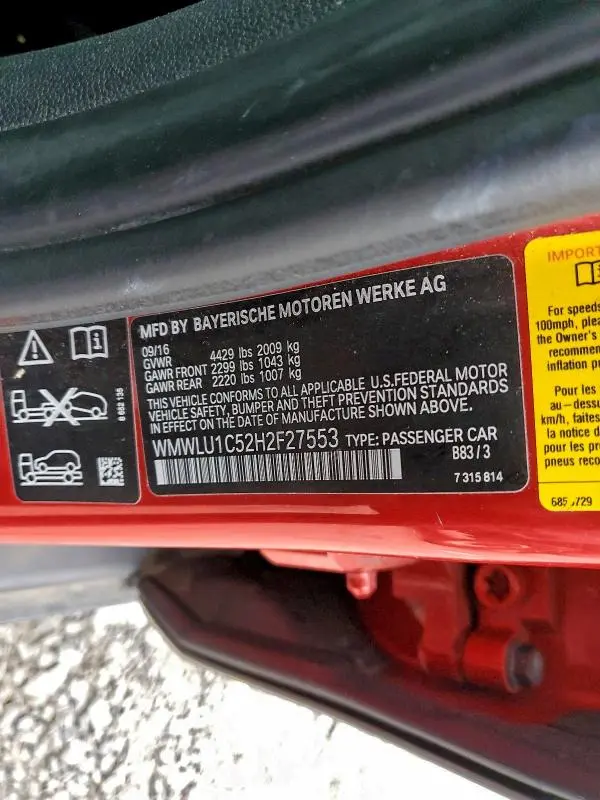 MFD BY BAYERISCHE MOTOREN WERKE AG
09/16
GVWR 4429 lbs 2009 kg
GAWR FRONT 2299 lbs 1043 kg
GAWR REAR 2220 lbs 1007 kg
THIS VEHICLE CONFORMS TO ALL APPLICABLE U.S.FEDERAL MOTOR
VEHICLE SAFETY, BUMPER, AND THEFT PREVENTION STANDARDS
IN EFFECT ON THE DATE OF MANUFACTURE SHOWN ABOVE.
WMWLU1C52H2F27553 TYPE: PASSENGER CAR
B83 / 3
7 315 814
8 652 135
IMPORT
For speeds
100mph, plea
the Owner's
recommen
inflation p
Pour les
au-dessu
km/h, faites
la notice d
pour les pr
pneus reco